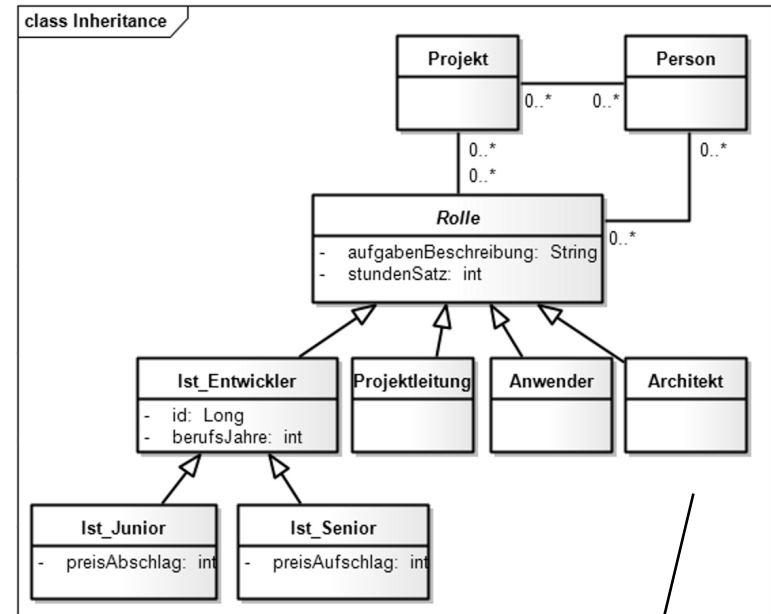 class Inheritance
Projekt
Person
0..*
0..*
0..*
0..*
0..*
Rolle
0..*
- aufgabenBeschreibung: String
- stundenSatz: int
Ist_Entwickler
Projektleitung
Anwender
Architekt
- id: Long
- berufsJahre: int
Ist_Junior
Ist_Senior
- preisAbschlag: int
- preisAufschlag: int